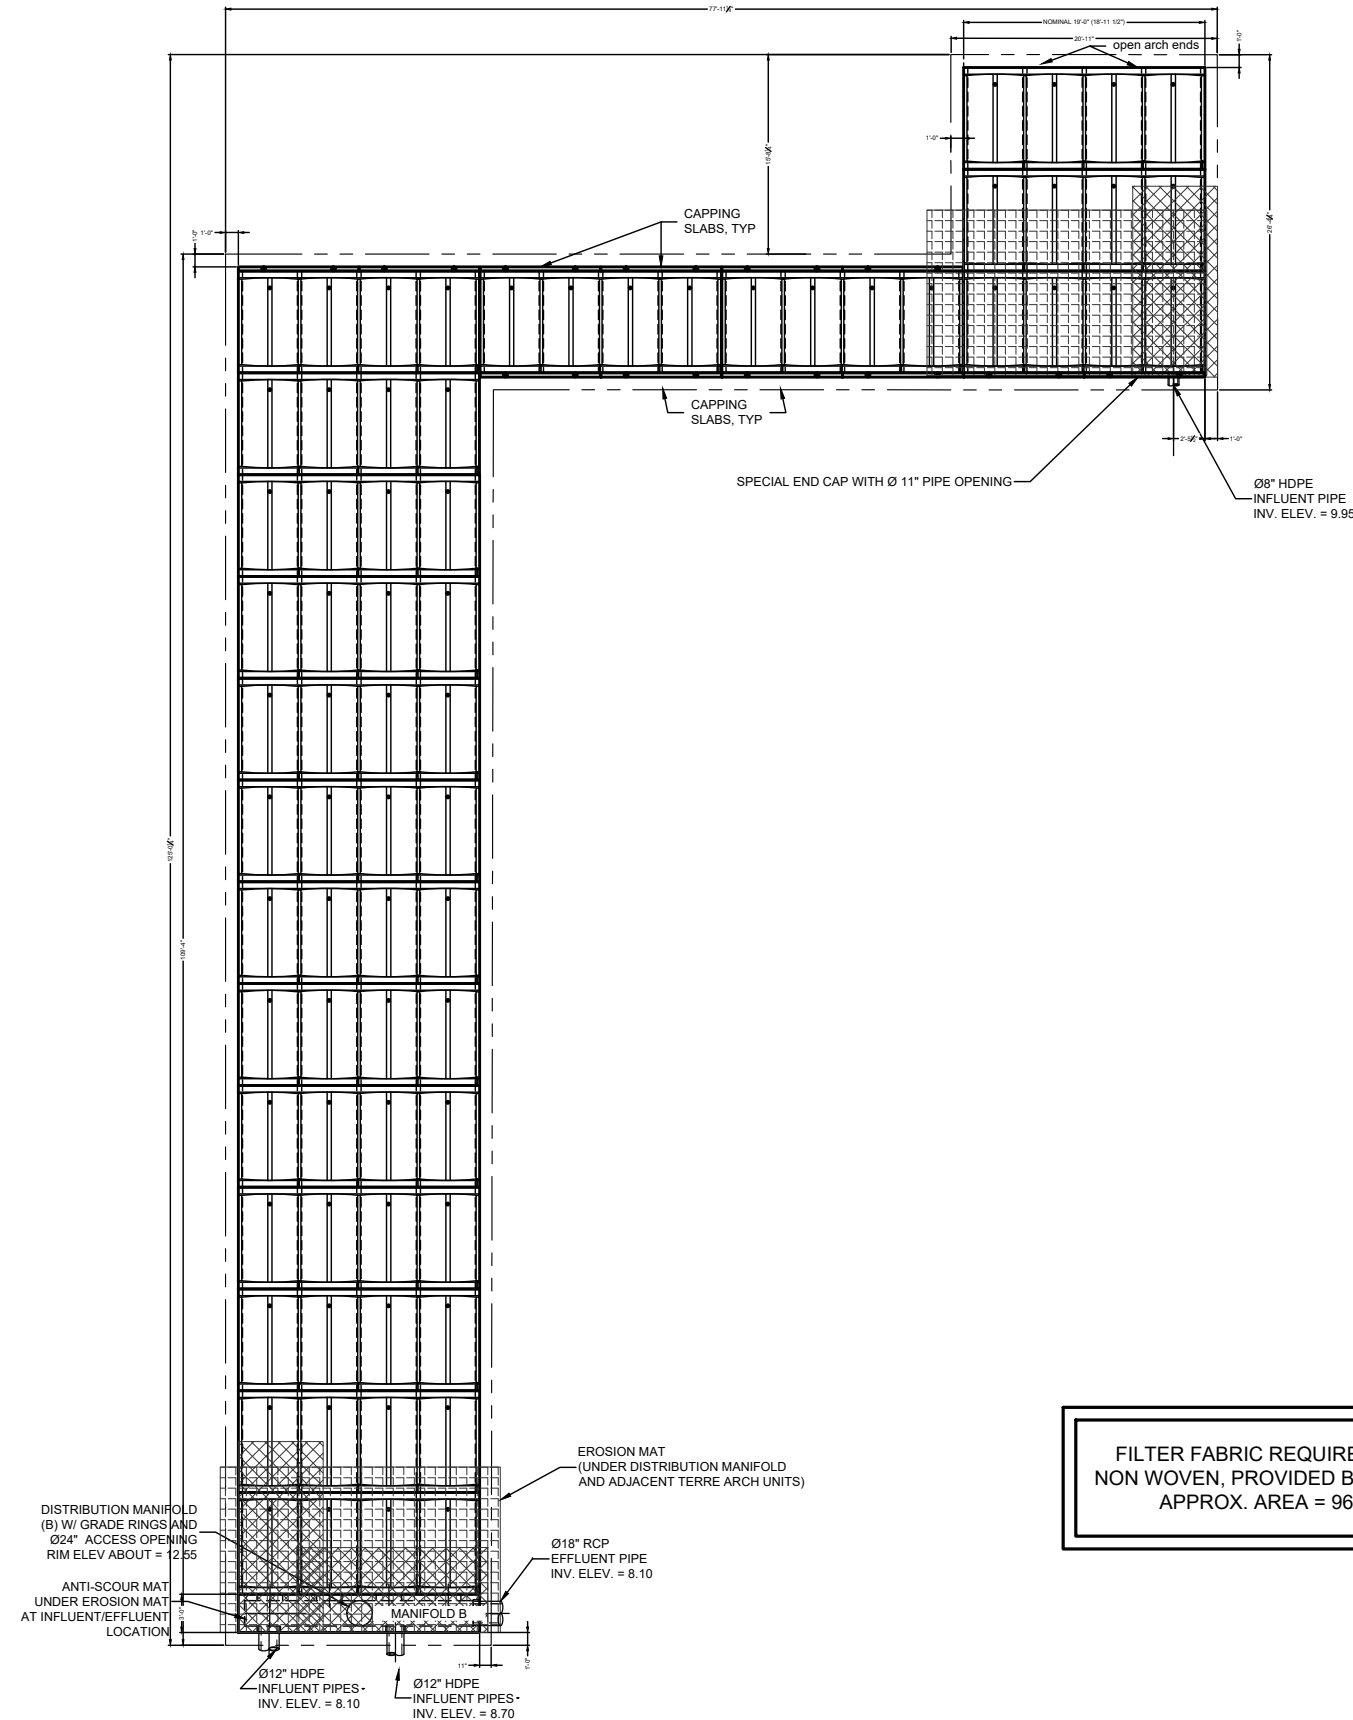 NOMINAL 19'-0" (18'-11 1/2")
20'-11"
1'-0"
open arch ends
1'-0"
CAPPING
SLABS, TYP
1'-0"
1'-0"
CAPPING
SLABS, TYP
1'-0"
SPECIAL END CAP WITH Ø 11" PIPE OPENING
Ø8" HDPE
INFLUENT PIPE
INV. ELEV. = 9.95
109'-4"
EROSION MAT
(UNDER DISTRIBUTION MANIFOLD
AND ADJACENT TERRE ARCH UNITS)
FILTER FABRIC REQUIRE
NON WOVEN, PROVIDED B
APPROX. AREA = 96
DISTRIBUTION MANIFOLD
(B) W/ GRADE RINGS AND
Ø24" ACCESS OPENING
RIM ELEV ABOUT = 12.55
Ø18" RCP
EFFLUENT PIPE
INV. ELEV. = 8.10
ANTI-SCOUR MAT
UNDER EROSION MAT
AT INFLUENT/EFFLUENT
LOCATION
3'-0"
MANIFOLD B
11"
1'-0"
Ø12" HDPE
INFLUENT PIPES
INV. ELEV. = 8.10
Ø12" HDPE
INFLUENT PIPES
INV. ELEV. = 8.70